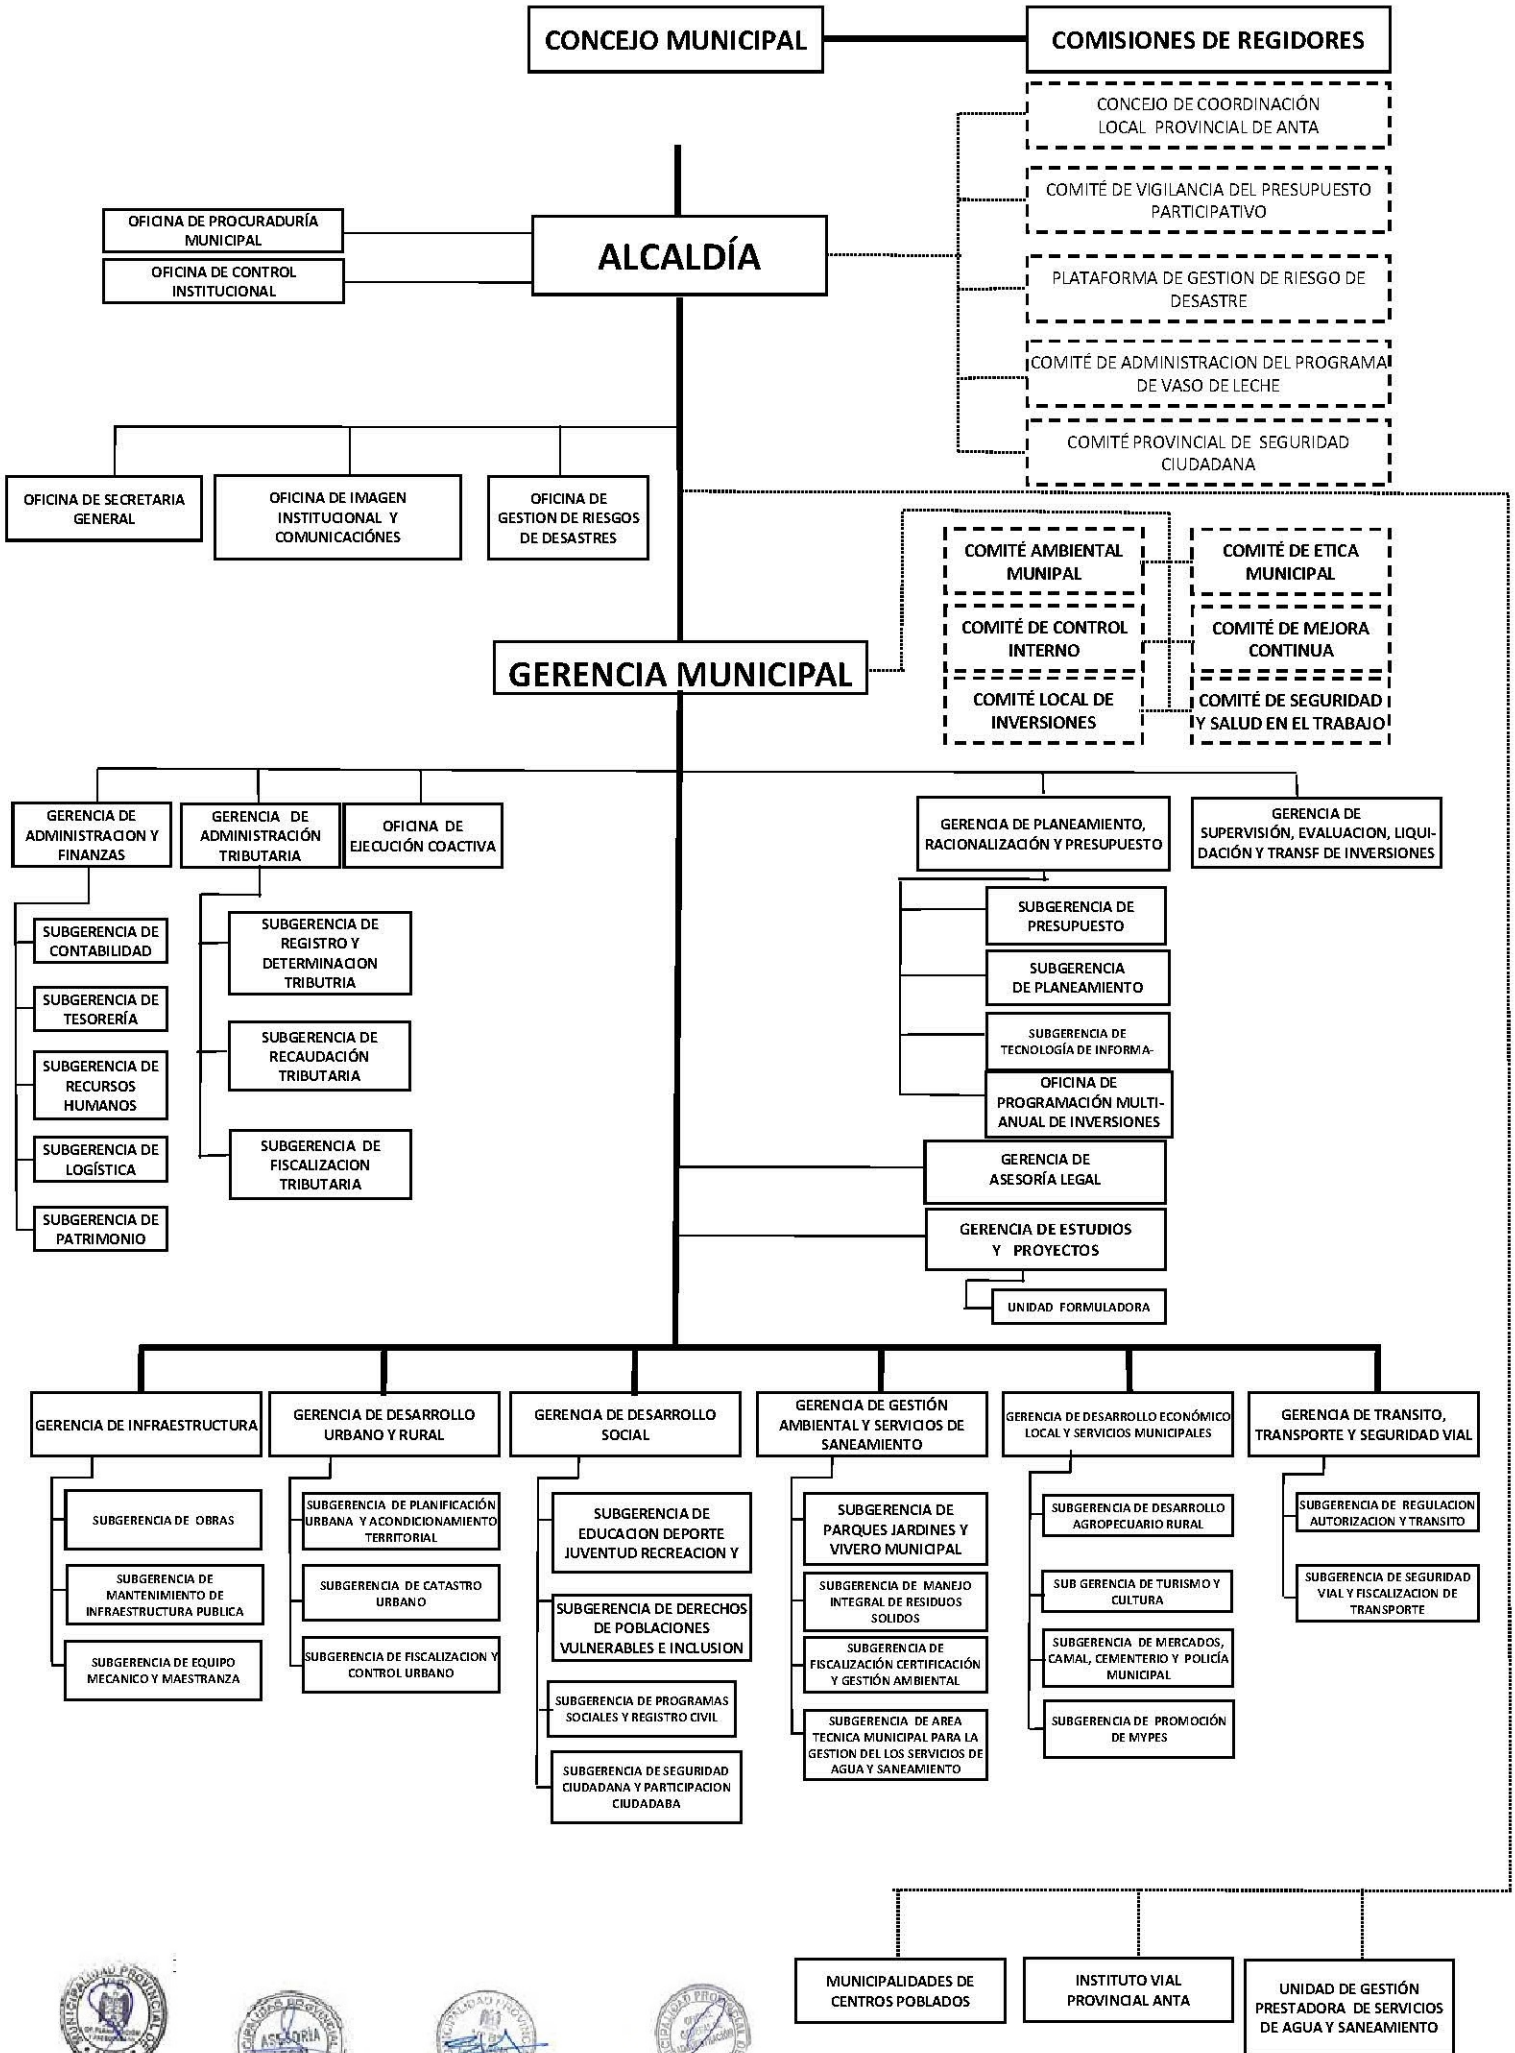 CONCEJO MUNICIPAL
COMISIONES DE REGIDORES
CONCEJO DE COORDINACIÓN
LOCAL PROVINCIAL DE ANTA
COMITÉ DE VIGILANCIA DEL PRESUPUESTO
PARTICIPATIVO
OFICINA DE PROCURADURÍA
MUNICIPAL
OFICINA DE CONTROL
INSTITUCIONAL
ALCALDÍA
PLATAFORMA DE GESTION DE RIESGO DE
DESASTRE
COMITÉ DE ADMINISTRACION DEL PROGRAMA
DE VASO DE LECHE
COMITÉ PROVINCIAL DE SEGURIDAD
CIUDADANA
OFICINA DE SECRETARIA
GENERAL
OFICINA DE IMAGEN
INSTITUCIONAL Y
COMUNICACIÓNES
OFICINA DE
GESTION DE RIESGOS
DE DESASTRES
COMITÉ AMBIENTAL
MUNIPAL
COMITÉ DE ETICA
MUNICIPAL
COMITÉ DE CONTROL
INTERNO
COMITÉ DE MEJORA
CONTINUA
GERENCIA MUNICIPAL
COMITÉ LOCAL DE
INVERSIONES
COMITÉ DE SEGURIDAD
Y SALUD EN EL TRABAJO
GERENCIA DE
ADMINISTRACION Y
FINANZAS
GERENCIA DE
ADMINISTRACIÓN
TRIBUTARIA
OFICINA DE
EJECUCIÓN COACTIVA
GERENCIA DE PLANEAMIENTO,
RACIONALIZACIÓN Y PRESUPUESTO
GERENCIA DE
SUPERVISIÓN, EVALUACION, LIQUI-
DACIÓN Y TRANSF DE INVERSIONES
SUBGERENCIA DE
CONTABILIDAD
SUBGERENCIA DE
TESORERÍA
SUBGERENCIA DE
RECURSOS
HUMANOS
SUBGERENCIA DE
LOGÍSTICA
SUBGERENCIA DE
PATRIMONIO
SUBGERENCIA DE
REGISTRO Y
DETERMINACION
TRIBUTRIA
SUBGERENCIA DE
RECAUDACIÓN
TRIBUTARIA
SUBGERENCIA DE
FISCALIZACION
TRIBUTARIA
SUBGERENCIA DE
PRESUPUESTO
SUBGERENCIA
DE PLANEAMIENTO
SUBGERENCIA DE
TECNOLOGÍA DE INFORMA-
OFICINA DE
PROGRAMACIÓN MULTI-
ANUAL DE INVERSIONES
GERENCIA DE
ASESORÍA LEGAL
GERENCIA DE ESTUDIOS
Y PROYECTOS
UNIDAD FORMULADORA
GERENCIA DE INFRAESTRUCTURA
SUBGERENCIA DE OBRAS
SUBGERENCIA DE
MANTENIMIENTO DE
INFRAESTRUCTURA PUBLICA
SUBGERENCIA DE EQUIPO
MECANICO Y MAESTRANZA
GERENCIA DE DESARROLLO
URBANO Y RURAL
SUBGERENCIA DE PLANIFICACIÓN
URBANA Y ACONDICIONAMIENTO
TERRITORIAL
SUBGERENCIA DE CATASTRO
URBANO
SUBGERENCIA DE FISCALIZACION Y
CONTROL URBANO
GERENCIA DE DESARROLLO
SOCIAL
SUBGERENCIA DE
EDUCACION DEPORTE
JUVENTUD RECREACION Y
SUBGERENCIA DE DERECHOS
DE POBLACIONES
VULNERABLES E INCLUSION
SUBGERENCIA DE PROGRAMAS
SOCIALES Y REGISTRO CIVIL
SUBGERENCIA DE SEGURIDAD
CIUDADANA Y PARTICIPACION
CIUDADABA
GERENCIA DE GESTIÓN
AMBIENTAL Y SERVICIOS DE
SANEAMIENTO
SUBGERENCIA DE
PARQUES JARDINES Y
VIVERO MUNICIPAL
SUBGERENCIA DE MANEJO
INTEGRAL DE RESIDUOS
SOLIDOS
SUBGERENCIA DE
FISCALIZACIÓN CERTIFICACIÓN
Y GESTIÓN AMBIENTAL
SUBGERENCIA DE AREA
TECNICA MUNICIPAL PARA LA
GESTION DEL LOS SERVICIOS DE
AGUA Y SANEAMIENTO
GERENCIA DE DESARROLLO ECONÓMICO
LOCAL Y SERVICIOS MUNICIPALES
SUBGERENCIA DE DESARROLLO
AGROPECUARIO RURAL
SUB GERENCIA DE TURISMO Y
CULTURA
SUBGERENCIA DE MERCADOS,
CAMAL, CEMENTERIO Y POLICÍA
MUNICIPAL
SUBGERENCIA DE PROMOCIÓN
DE MYPES
GERENCIA DE TRANSITO,
TRANSPORTE Y SEGURIDAD VIAL
SUBGERENCIA DE REGULACION
AUTORIZACION Y TRANSITO
SUBGERENCIA DE SEGURIDAD
VIAL Y FISCALIZACION DE
TRANSPORTE
MUNICIPALIDADES DE
CENTROS POBLADOS
INSTITUTO VIAL
PROVINCIAL ANTA
UNIDAD DE GESTIÓN
PRESTADORA DE SERVICIOS
DE AGUA Y SANEAMIENTO
ASESORÍA